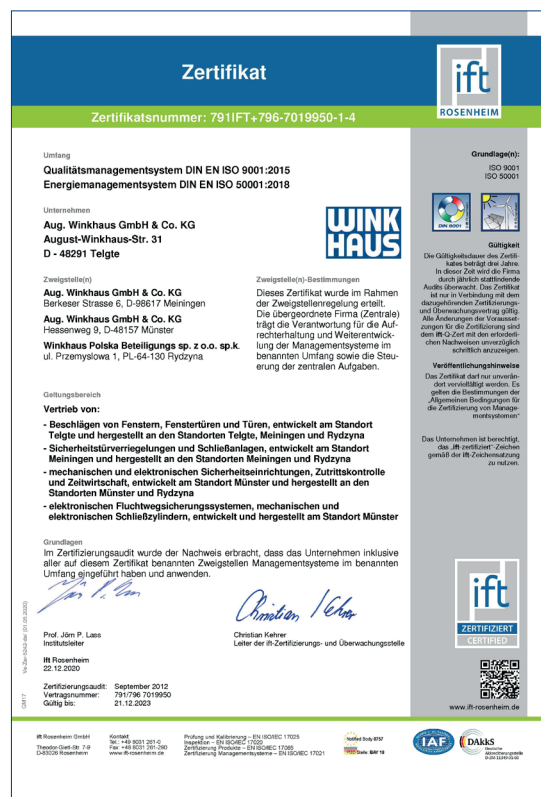 Zertifikat
ift
ROSENHEIM
Zertifikatsnummer: 791IFT+796-7019950-1-4
Umfang
Qualitätsmanagementsystem DIN EN ISO 9001:2015
Energiemanagementsystem DIN EN ISO 50001:2018
Unternehmen
Aug. Winkhaus GmbH & Co. KG
August-Winkhaus-Str. 31
D - 48291 Telgte
WINK
HAUS
Zweigstelle(n)
Aug. Winkhaus GmbH & Co. KG
Berkeser Strasse 6, D-98617 Meiningen
Aug. Winkhaus GmbH & Co. KG
Hessenweg 9, D-48157 Münster
Winkhaus Polska Beteiligungs sp. z o.o. sp.k.
ul. Przemyslowa 1, PL-64-130 Rydzyna
Zweigstelle(n)-Bestimmungen
Dieses Zertifikat wurde im Rahmen
der Zweigstellenregelung erteilt.
Die übergeordnete Firma (Zentrale)
trägt die Verantwortung für die Auf-
rechterhaltung und Weiterentwick-
lung der Managementsysteme im
benannten Umfang sowie die Steu-
erung der zentralen Aufgaben.
Geltungsbereich
Vertrieb von:
- Beschlägen von Fenstern, Fenstertüren und Türen, entwickelt am Standort
Telgte und hergestellt an den Standorten Telgte, Meiningen und Rydzyna
- Sicherheitstürverriegelungen und Schließanlagen, entwickelt am Standort
Meiningen und hergestellt an den Standorten Meiningen und Rydzyna
- mechanischen und elektronischen Sicherheitseinrichtungen, Zutrittskontrolle
und Zeitwirtschaft, entwickelt am Standort Münster und hergestellt an den
Standorten Münster und Rydzyna
- elektronischen Fluchtwegsicherungssystemen, mechanischen und
elektronischen Schließzylindern, entwickelt und hergestellt am Standort Münster
Grundlagen
Im Zertifizierungsaudit wurde der Nachweis erbracht, dass das Unternehmen inklusive
aller auf diesem Zertifikat benannten Zweigstellen Managementsysteme im benannten
Umfang eingeführt haben und anwenden.
Christian Kehrer
Prof. Jörn P. Lass
Institutsleiter
Christian Kehrer
Leiter der ift-Zertifizierungs- und Überwachungsstelle
ift Rosenheim
22.12.2020
Zertifizierungsaudit: September 2012
Vertragsnummer: 791/796 7019950
Gültig bis: 21.12.2023
Grundlage(n):
ISO 9001
ISO 50001
DIN 9001
Gültigkeit
Die Gültigkeitsdauer des Zertifi-
kates beträgt drei Jahre.
In dieser Zeit wird die Firma
durch jährlich stattfindende
Audits überwacht. Das Zertifikat
ist nur in Verbindung mit dem
dazugehörenden Zertifizierungs-
und Überwachungsvertrag gültig.
Alle Änderungen der Vorausset-
zungen für die Zertifizierung sind
dem ift-Q-Zert mit den erforderli-
chen Nachweisen unverzüglich
schriftlich anzuzeigen.
Veröffentlichungshinweise
Das Zertifikat darf nur unverän-
dert vervielfältigt werden. Es
gelten die Bestimmungen der
„Allgemeinen Bedingungen für
die Zertifizierung von Manage-
mentsystemen“
Das Unternehmen ist berechtigt,
das „ift-zertifiziert“-Zeichen
gemäß der ift-Zeichensatzung
zu nutzen.
ift
ZERTIFIZIERT
CERTIFIED
www.ift-rosenheim.de
GM17
ift Rosenheim GmbH
Theodor-Gietl-Str. 7-9
D-83026 Rosenheim
Kontakt
Tel.: +49 8031 261-0
Fax: +49 8031 261-290
www.ift-rosenheim.de
Prüfung und Kalibrierung – EN ISO/IEC 17025
Inspektion – EN ISO/IEC 17020
Zertifizierung Produkte – EN ISO/IEC 17065
Zertifizierung Managementsysteme – EN ISO/IEC 17021
Notified Body 0757
PÜZ-Stelle: BAY 18
IAF
DAkkS
Deutsche
Akkreditierungsstelle